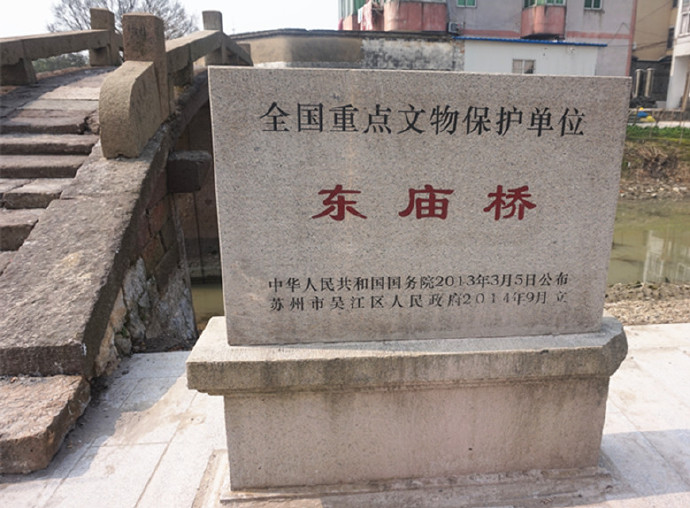 全国重点文物保护单位
东庙桥
中华人民共和国国务院2013年3月5日公布
苏州市吴江区人民政府2014年9月 立